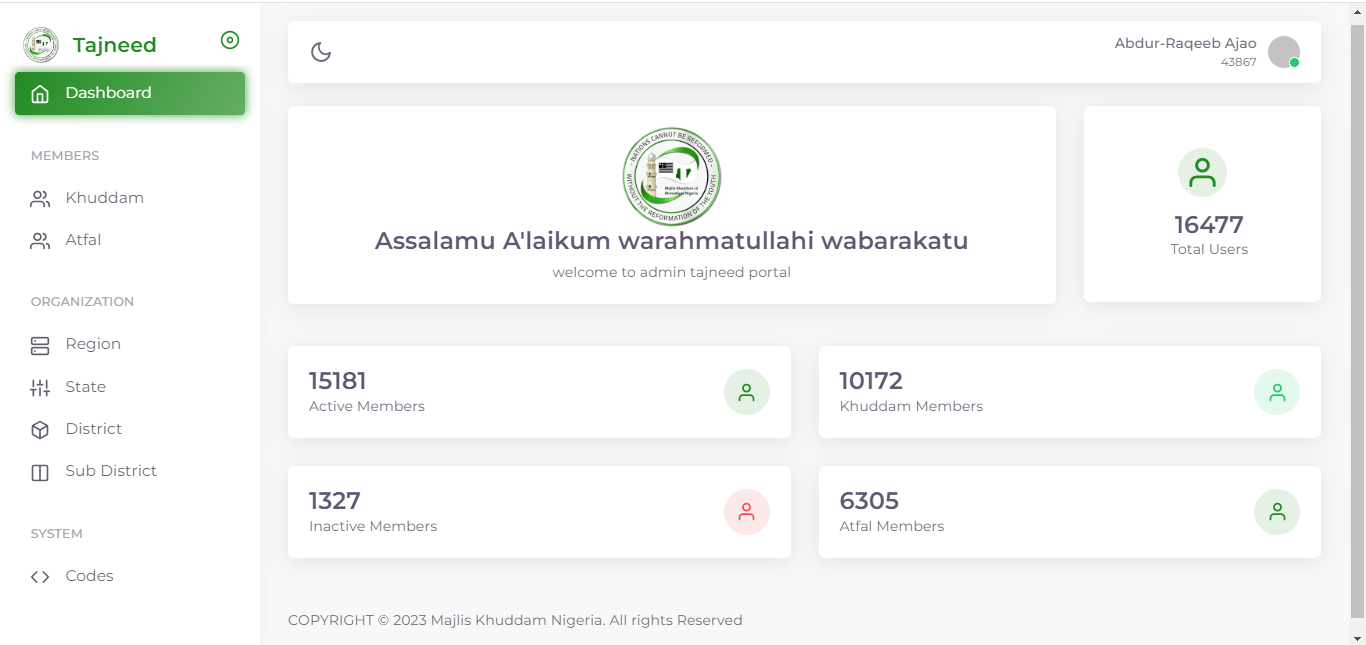 Tajneed
Dashboard
MEMBERS
Khuddam
Atfal
ORGANIZATION
Region
State
District
Sub District
SYSTEM
Codes
Abdur-Raqeeb Ajao
43867
- NATIONS CANNOT BE REFORMED -
WITHOUT THE REFORMATION OF THE YOUTH
Majlis Khuddam ul
Nigeria
Assalamu A'laikum warahmatullahi wabarakatu
welcome to admin tajneed portal
16477
Total Users
15181
Active Members
10172
Khuddam Members
1327
Inactive Members
6305
Atfal Members
COPYRIGHT © 2023 Majlis Khuddam Nigeria. All rights Reserved